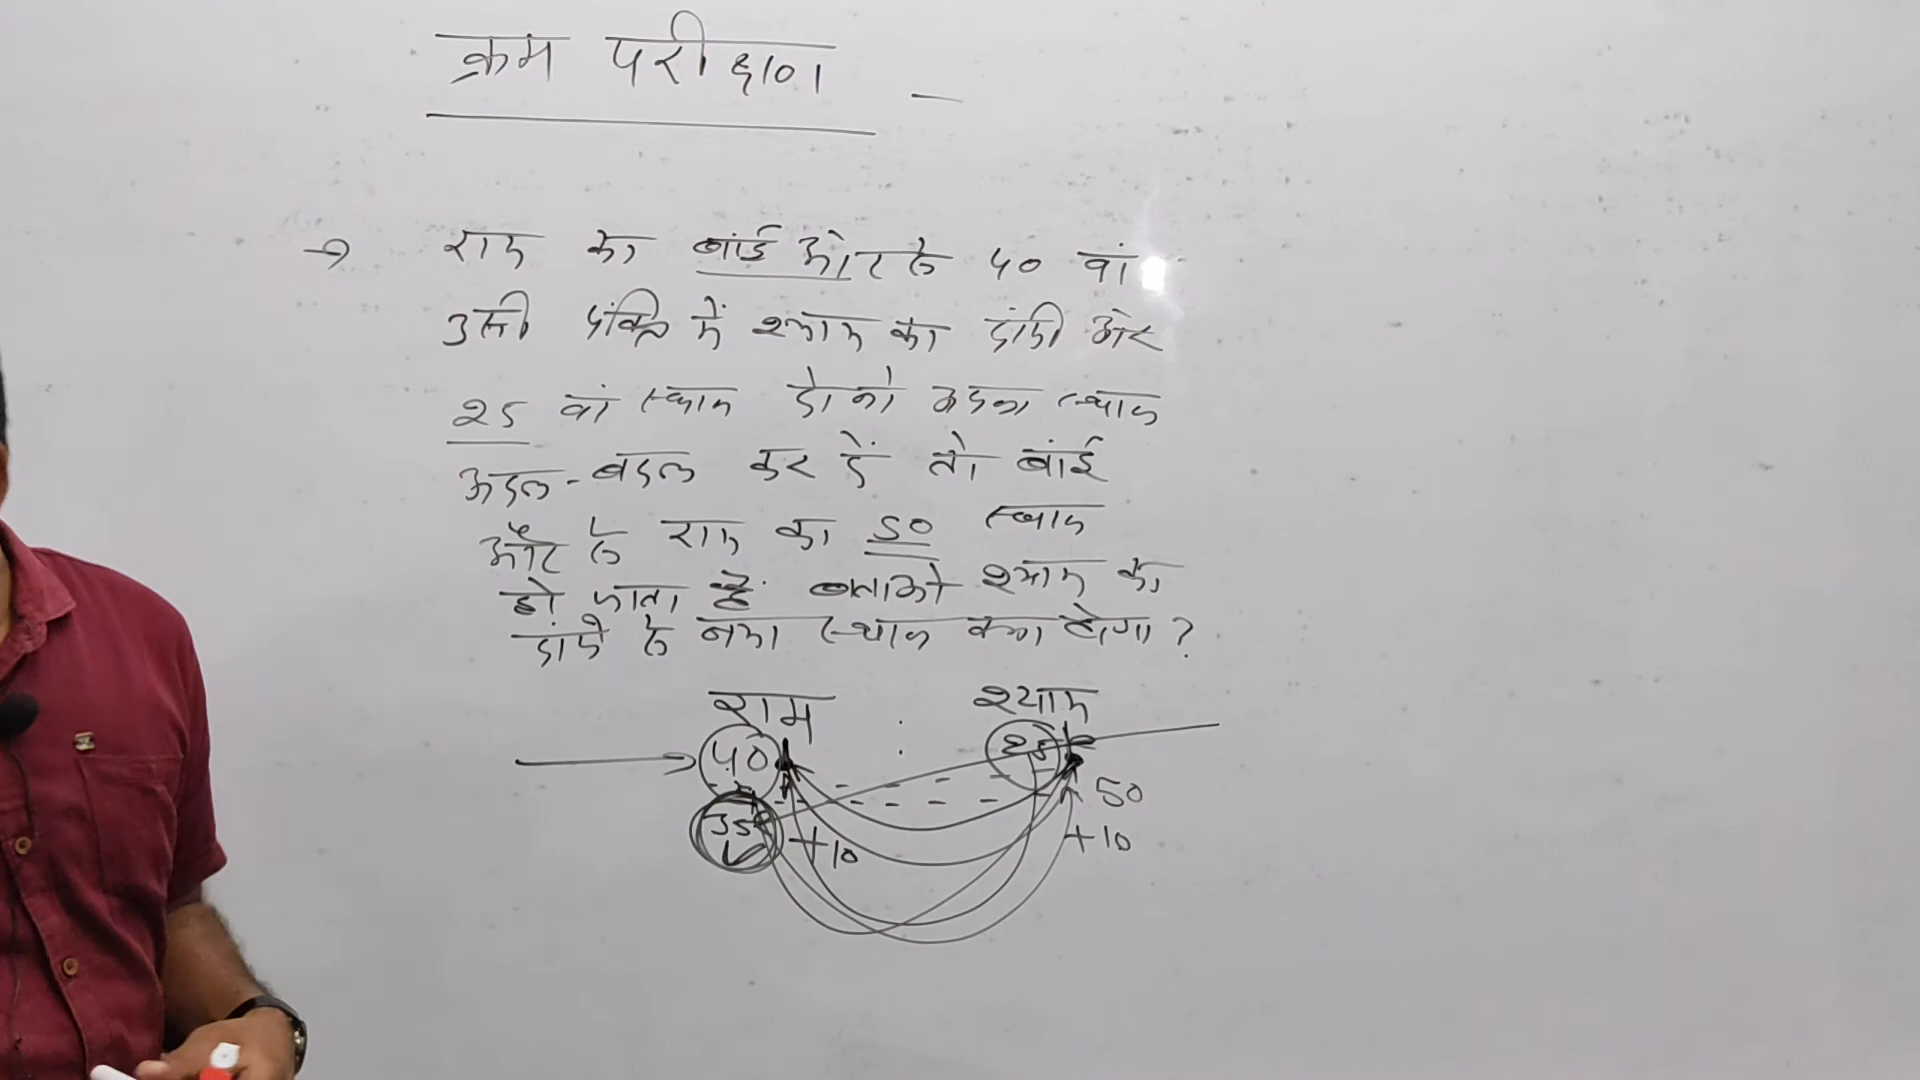 क्रम परीक्षण
राम का बांई ओर से 40 वां
उसी पंक्ति में श्याम का दांयी ओर
25 वां स्थान दोनो अपना स्थान
अदल-बदल कर दें तो बांई
ओर से राम का 50 स्थान
हो जाता है बताओ श्याम का
दांये से नया स्थान क्या होगा ?
राम : श्याम
40 25
50
35 +10 +10